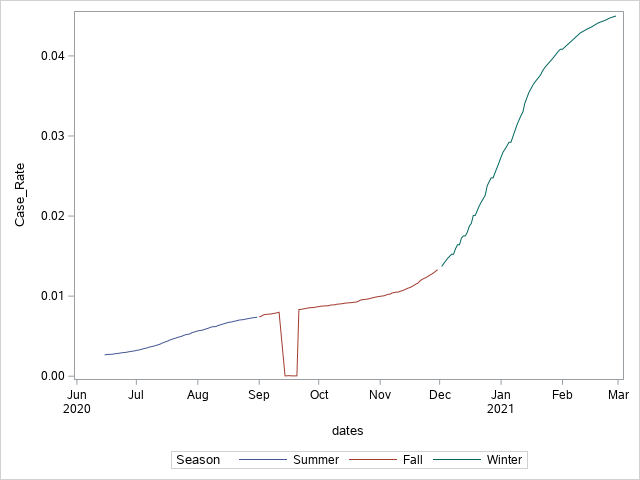 0.04
0.03
0.02
0.01
0.00
Case_Rate
Jun Jul Aug Sep Oct Nov Dec Jan Feb Mar
2020 2021
dates
Season Summer Fall Winter